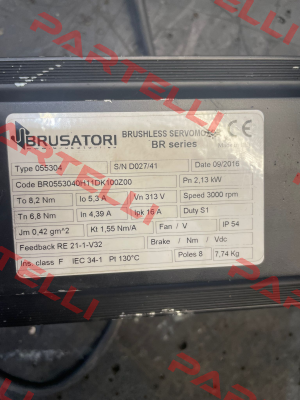 BRUSATORI
BRUSHLESS SERVOMOTOR CE
BR series
Type 055304 S/N D027/41 Date 09/2016
Code BR0553040H11DK100Z00 Pn 2,13 kW
To 8,2 Nm Io 5,3 A Vn 313 V Speed 3000 rpm
Tn 6,8 Nm In 4,39 A Ipk 16 A Duty S1
Jm 0,42 gm^2 Kt 1,55 Nm/A Fan / V IP 54
Feedback RE 21-1-V32 Brake / Nm / Vdc
Ins. class F IEC 34-1 Pt 130°C Poles 8 7,74 Kg
PARTELLI
PARTELLI
PARTELLI